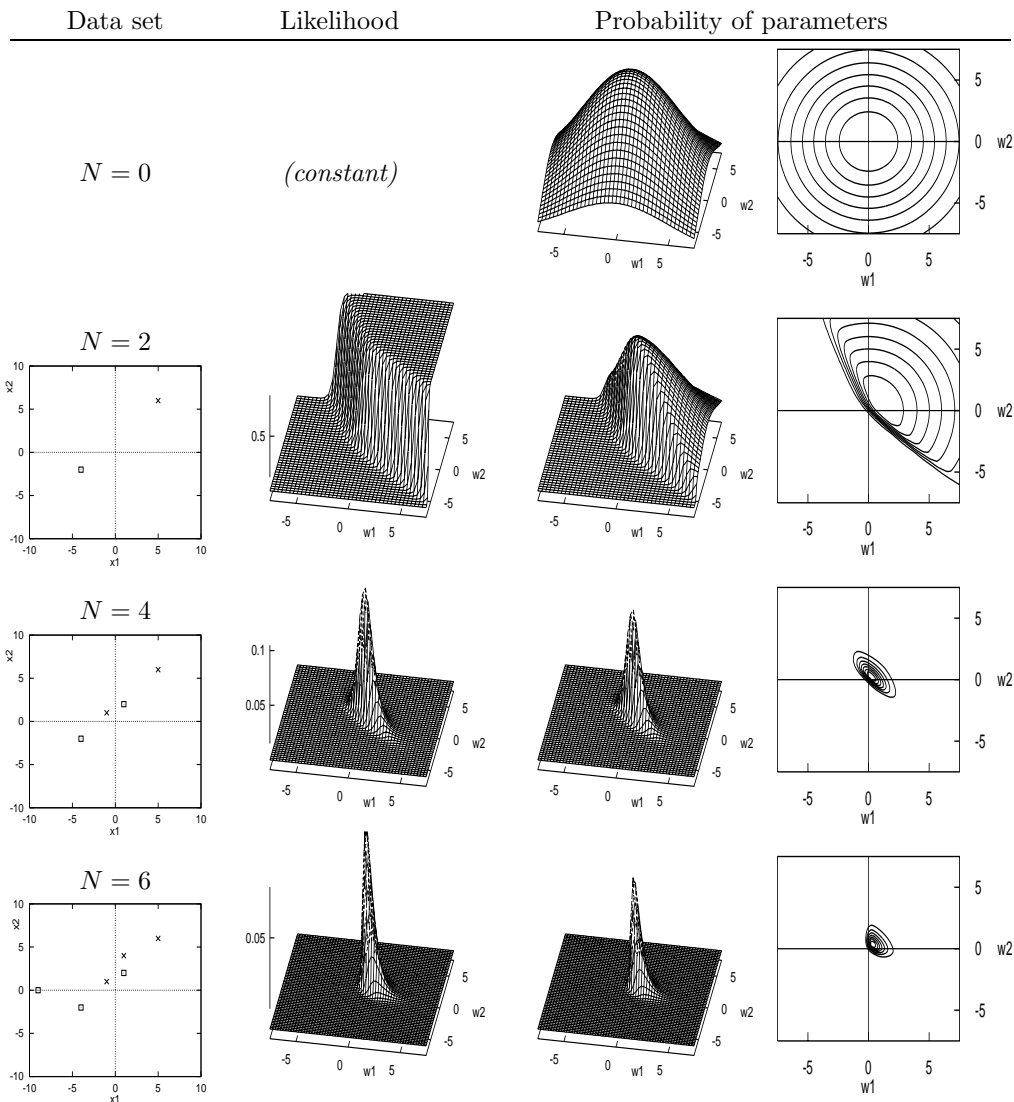 Data set Likelihood Probability of parameters
N = 0 (constant)
-5 0 w1 5
-5 0 w2 5
5
0 w2
-5
-5 0 5
w1
N = 2
10
x2
5
0
-5
-10
-10 -5 0 5 10
x1
0.5
-5 0 w1 5
-5 0 w2 5
-5 0 w1 5
-5 0 w2 5
5
0 w2
-5
-5 0 5
w1
N = 4
10
x2
5
0
-5
-10
-10 -5 0 5 10
x1
0.1
0.05
-5 0 w1 5
-5 0 w2 5
-5 0 w1 5
-5 0 w2 5
5
0 w2
-5
-5 0 5
w1
N = 6
10
x2
5
0
-5
-10
-10 -5 0 5 10
x1
0.05
-5 0 w1 5
-5 0 w2 5
-5 0 w1 5
-5 0 w2 5
5
0 w2
-5
-5 0 5
w1